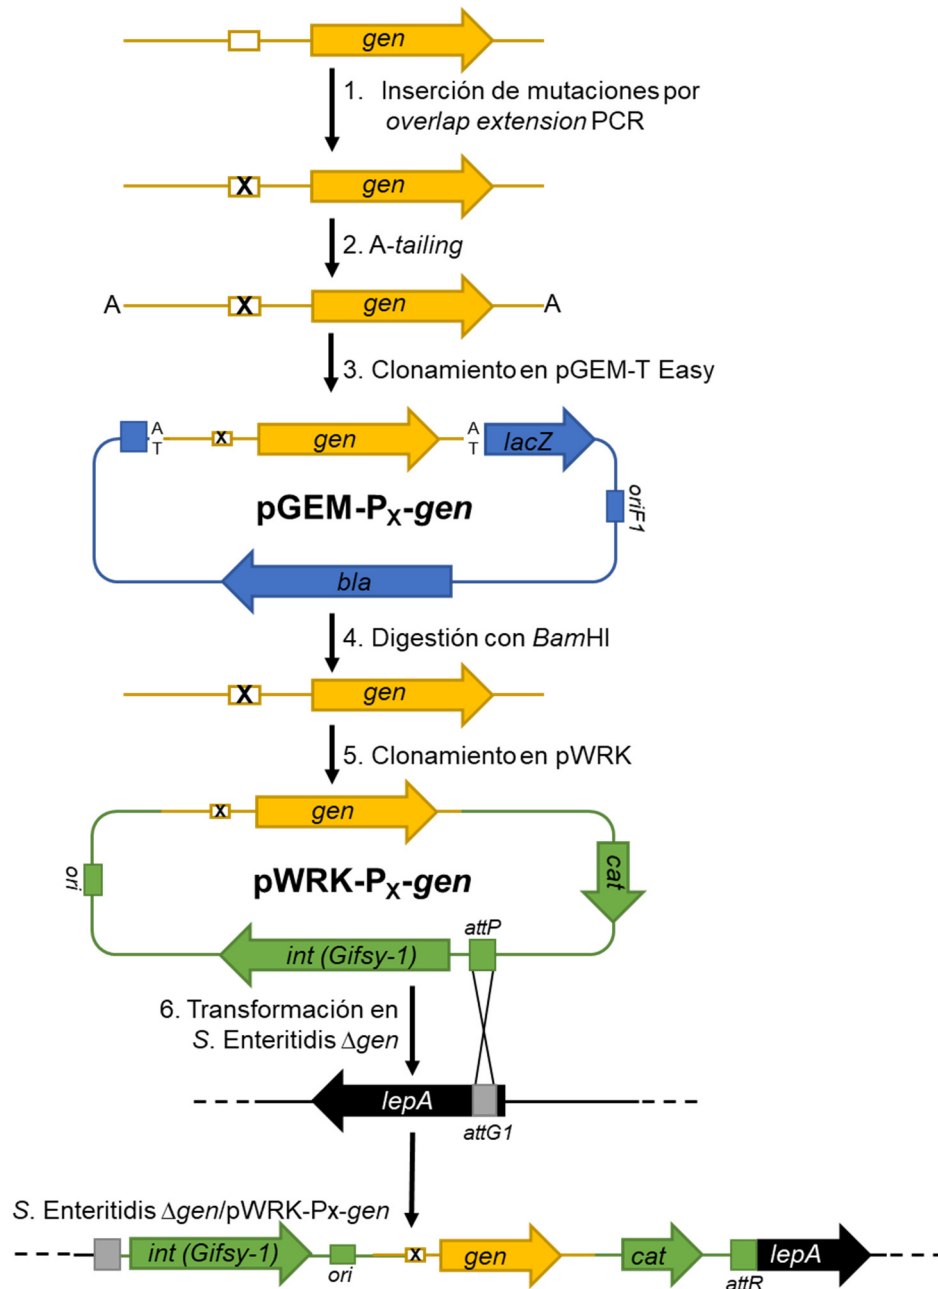 gen
1. Inserción de mutaciones por
overlap extension PCR
X
gen
2. A-tailing
A
X
gen
A
3. Clonamiento en pGEM-T Easy
A
T
X
gen
A
T
lacZ
oriF1
pGEM-PX-gen
bla
4. Digestión con BamHI
X
gen
5. Clonamiento en pWRK
X
gen
cat
ori
pWRK-PX-gen
attP
int (Gifsy-1)
6. Transformación en
S. Enteritidis Δgen
lepA
attG1
S. Enteritidis Δgen/pWRK-Px-gen
int (Gifsy-1)
ori
X
gen
cat
attR
lepA